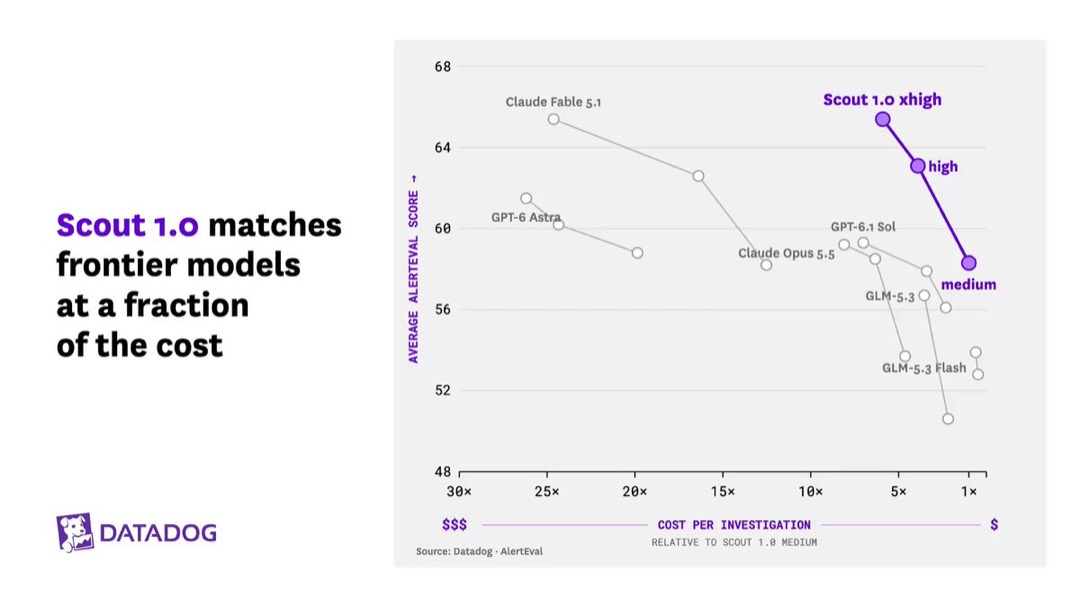 Scout 1.0 matches
frontier models
at a fraction
of the cost
DATADOG
AVERAGE ALERTEVAL SCORE →
68
64
60
56
52
48
Claude Fable 5.1
GPT-6 Astra
Claude Opus 5.5
GPT-6.1 Sol
GLM-5.3
GLM-5.3 Flash
Scout 1.0 xhigh
high
medium
30× 25× 20× 15× 10× 5× 1×
$$$ COST PER INVESTIGATION $
RELATIVE TO SCOUT 1.0 MEDIUM
Source: Datadog · AlertEval